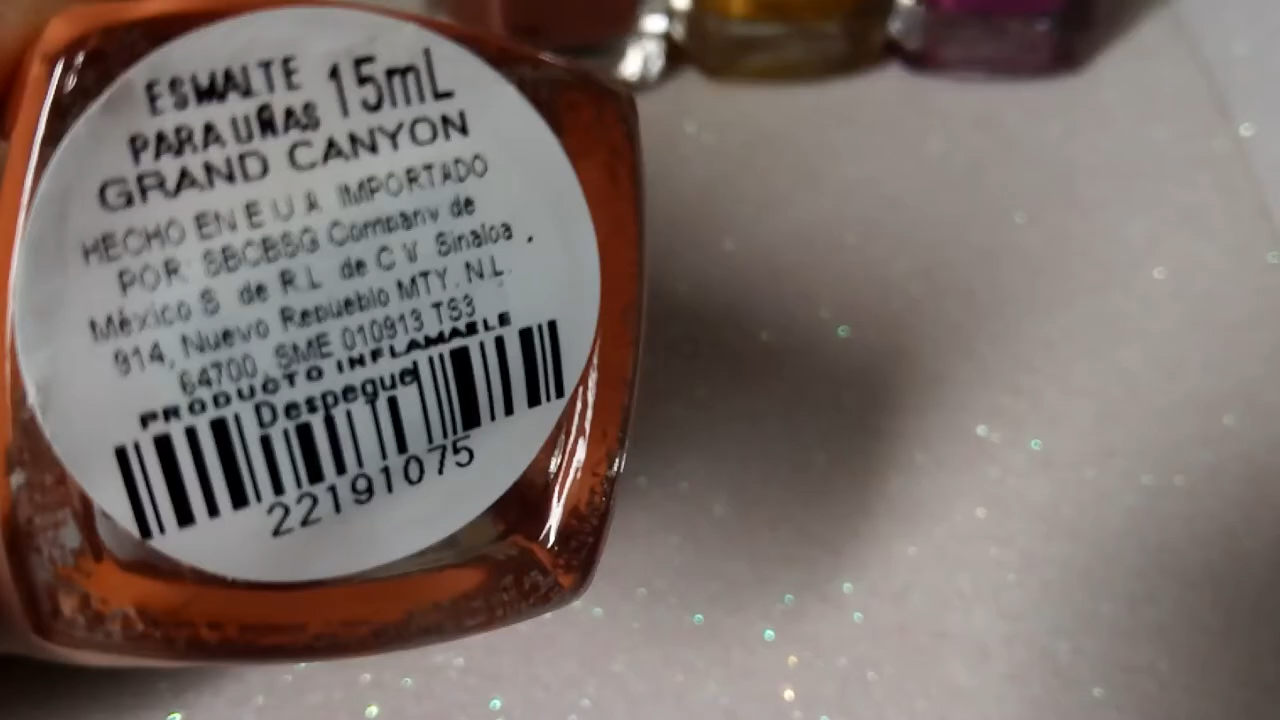 ESMALTE 15mL
PARA UÑAS
GRAND CANYON
HECHO EN E U A IMPORTADO
POR: SBCBSG Company de
México S de R.L de C V. Sinaloa
914, Nuevo Repueblo MTY. N.L.
64700, SME 010913 TS3
PRODUCTO INFLAMABLE
Despegue
22191075